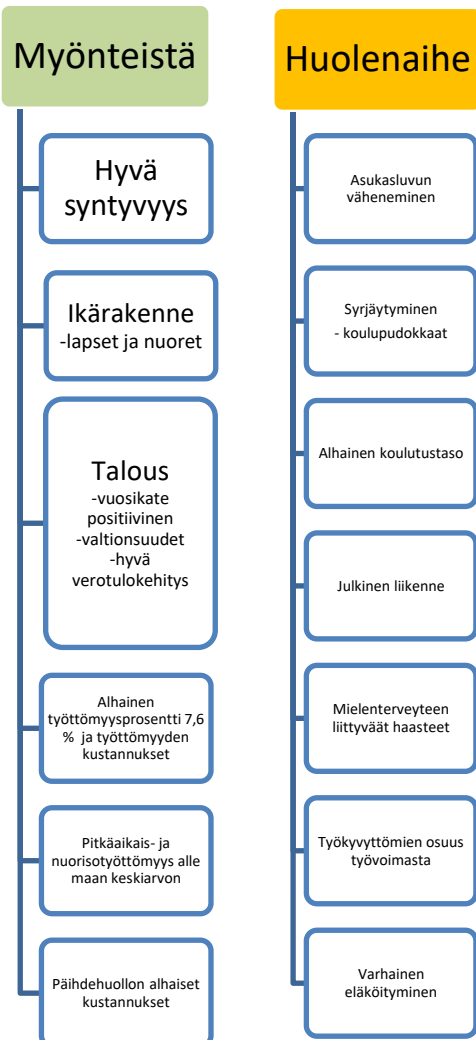 Myönteistä
Hyvä
syntyvyys
Ikärakenne
-lapset ja nuoret
Talous
-vuosikate
positiivinen
-valtionsuudet
-hyvä
verotulokehitys
Alhainen
työttömyysprosentti 7,6
% ja työttömyyden
kustannukset
Pitkäaikais- ja
nuorisotyöttömyys alle
maan keskiarvon
Päihdehuollon alhaiset
kustannukset
Huolenaihe
Asukasluvun
väheneminen
Syrjäytyminen
- koulupudokkaat
Alhainen koulutustaso
Julkinen liikenne
Mielenterveyteen
liittyvät haasteet
Työkyvyttömien osuus
työvoimasta
Varhainen
eläköityminen